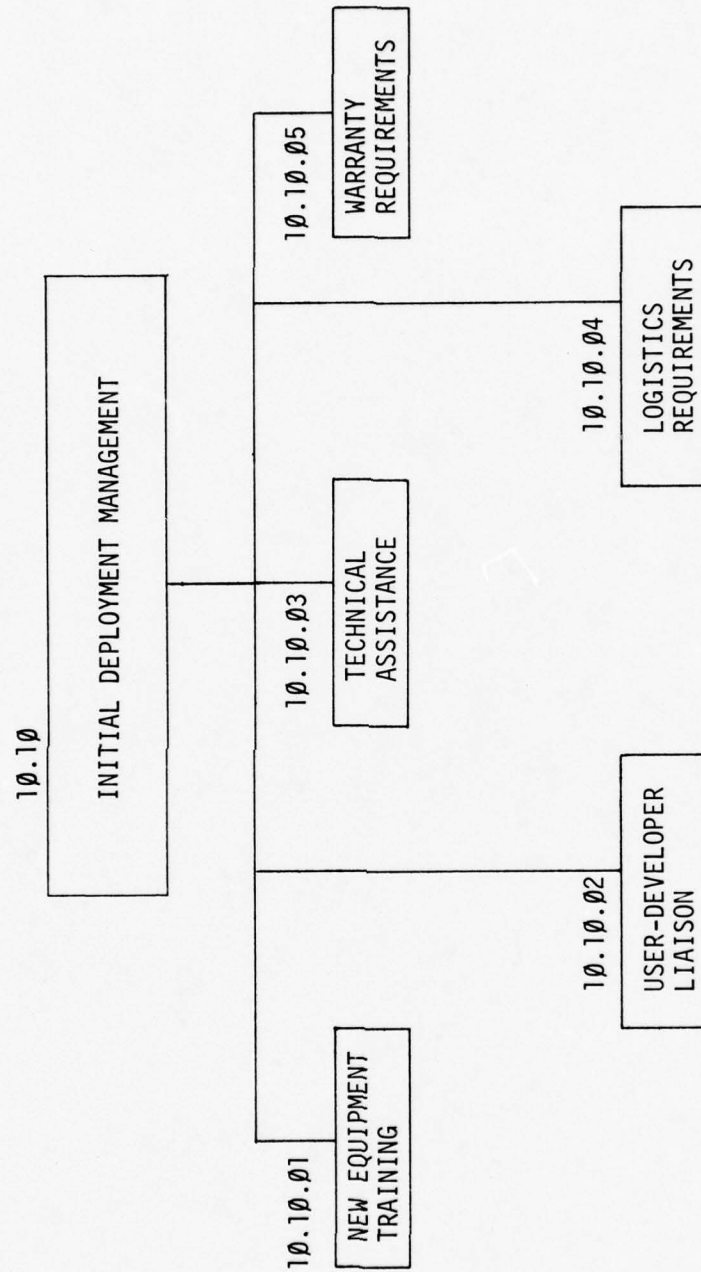 10.10
INITIAL DEPLOYMENT MANAGEMENT
10.10.01
NEW EQUIPMENT
TRAINING
10.10.02
USER-DEVELOPER
LIAISON
10.10.03
TECHNICAL
ASSISTANCE
10.10.04
LOGISTICS
REQUIREMENTS
10.10.05
WARRANTY
REQUIREMENTS